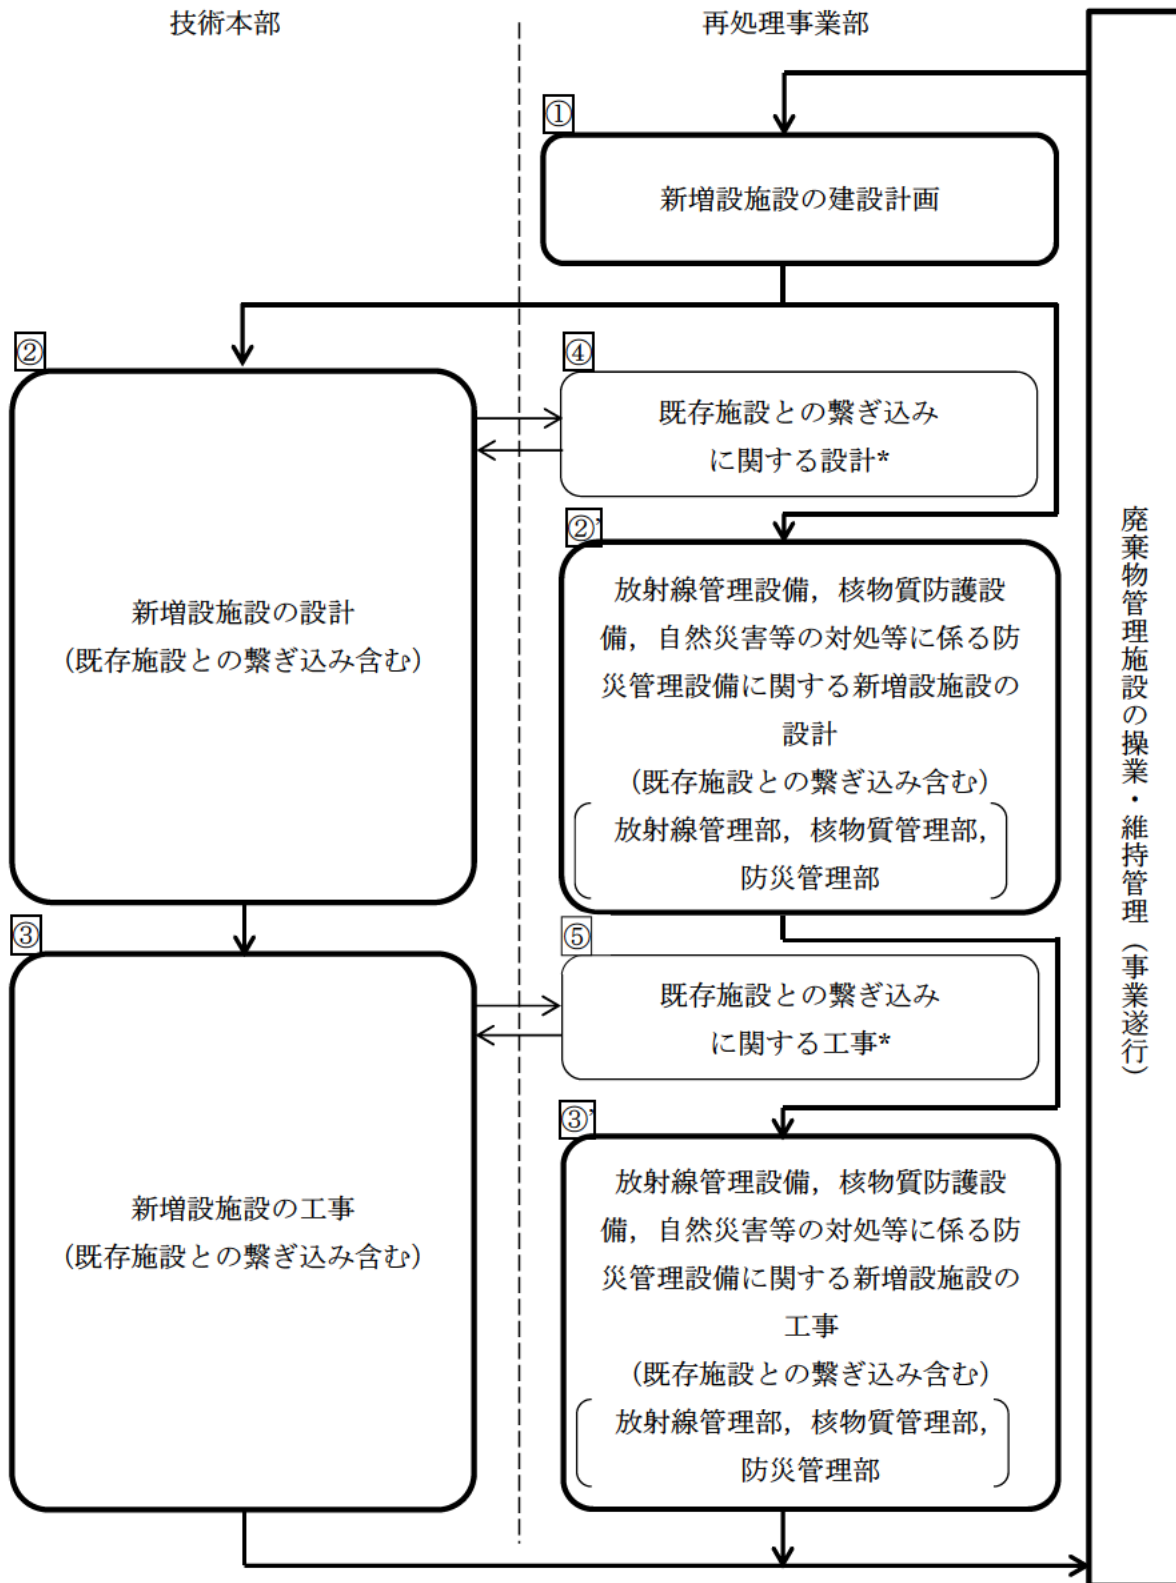 技術本部
再処理事業部
①
新増設施設の建設計画
②
新増設施設の設計
（既存施設との繋ぎ込み含む）
④
既存施設との繋ぎ込み
に関する設計*
②’
放射線管理設備，核物質防護設
備，自然災害等の対処等に係る防
災管理設備に関する新増設施設の
設計
（既存施設との繋ぎ込み含む）
放射線管理部，核物質管理部，
防災管理部
③
新増設施設の工事
（既存施設との繋ぎ込み含む）
⑤
既存施設との繋ぎ込み
に関する工事*
③’
放射線管理設備，核物質防護設
備，自然災害等の対処等に係る防
災管理設備に関する新増設施設の
工事
（既存施設との繋ぎ込み含む）
放射線管理部，核物質管理部，
防災管理部
廃棄物管理施設の操業・維持管理（事業遂行）